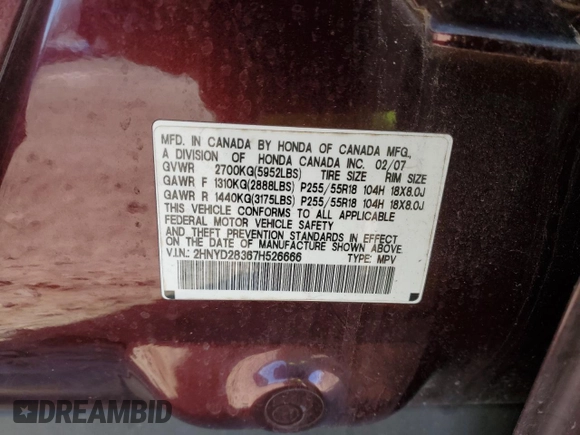 MFD. IN CANADA BY HONDA OF CANADA MFG.,
A DIVISION OF HONDA CANADA INC. 02/07
GVWR 2700KG(5952LBS) TIRE SIZE RIM SIZE
GAWR F 1310KG(2888LBS) P255/55R18 104H 18X8.0J
GAWR R 1440KG(3175LBS) P255/55R18 104H 18X8.0J
THIS VEHICLE CONFORMS TO ALL APPLICABLE
FEDERAL MOTOR VEHICLE SAFETY
AND THEFT PREVENTION STANDARDS IN EFFECT
ON THE DATE OF MANUFACTURE SHOWN ABOVE.
V.I.N.: 2HNYD28367H526666 TYPE: MPV
DREAMBID